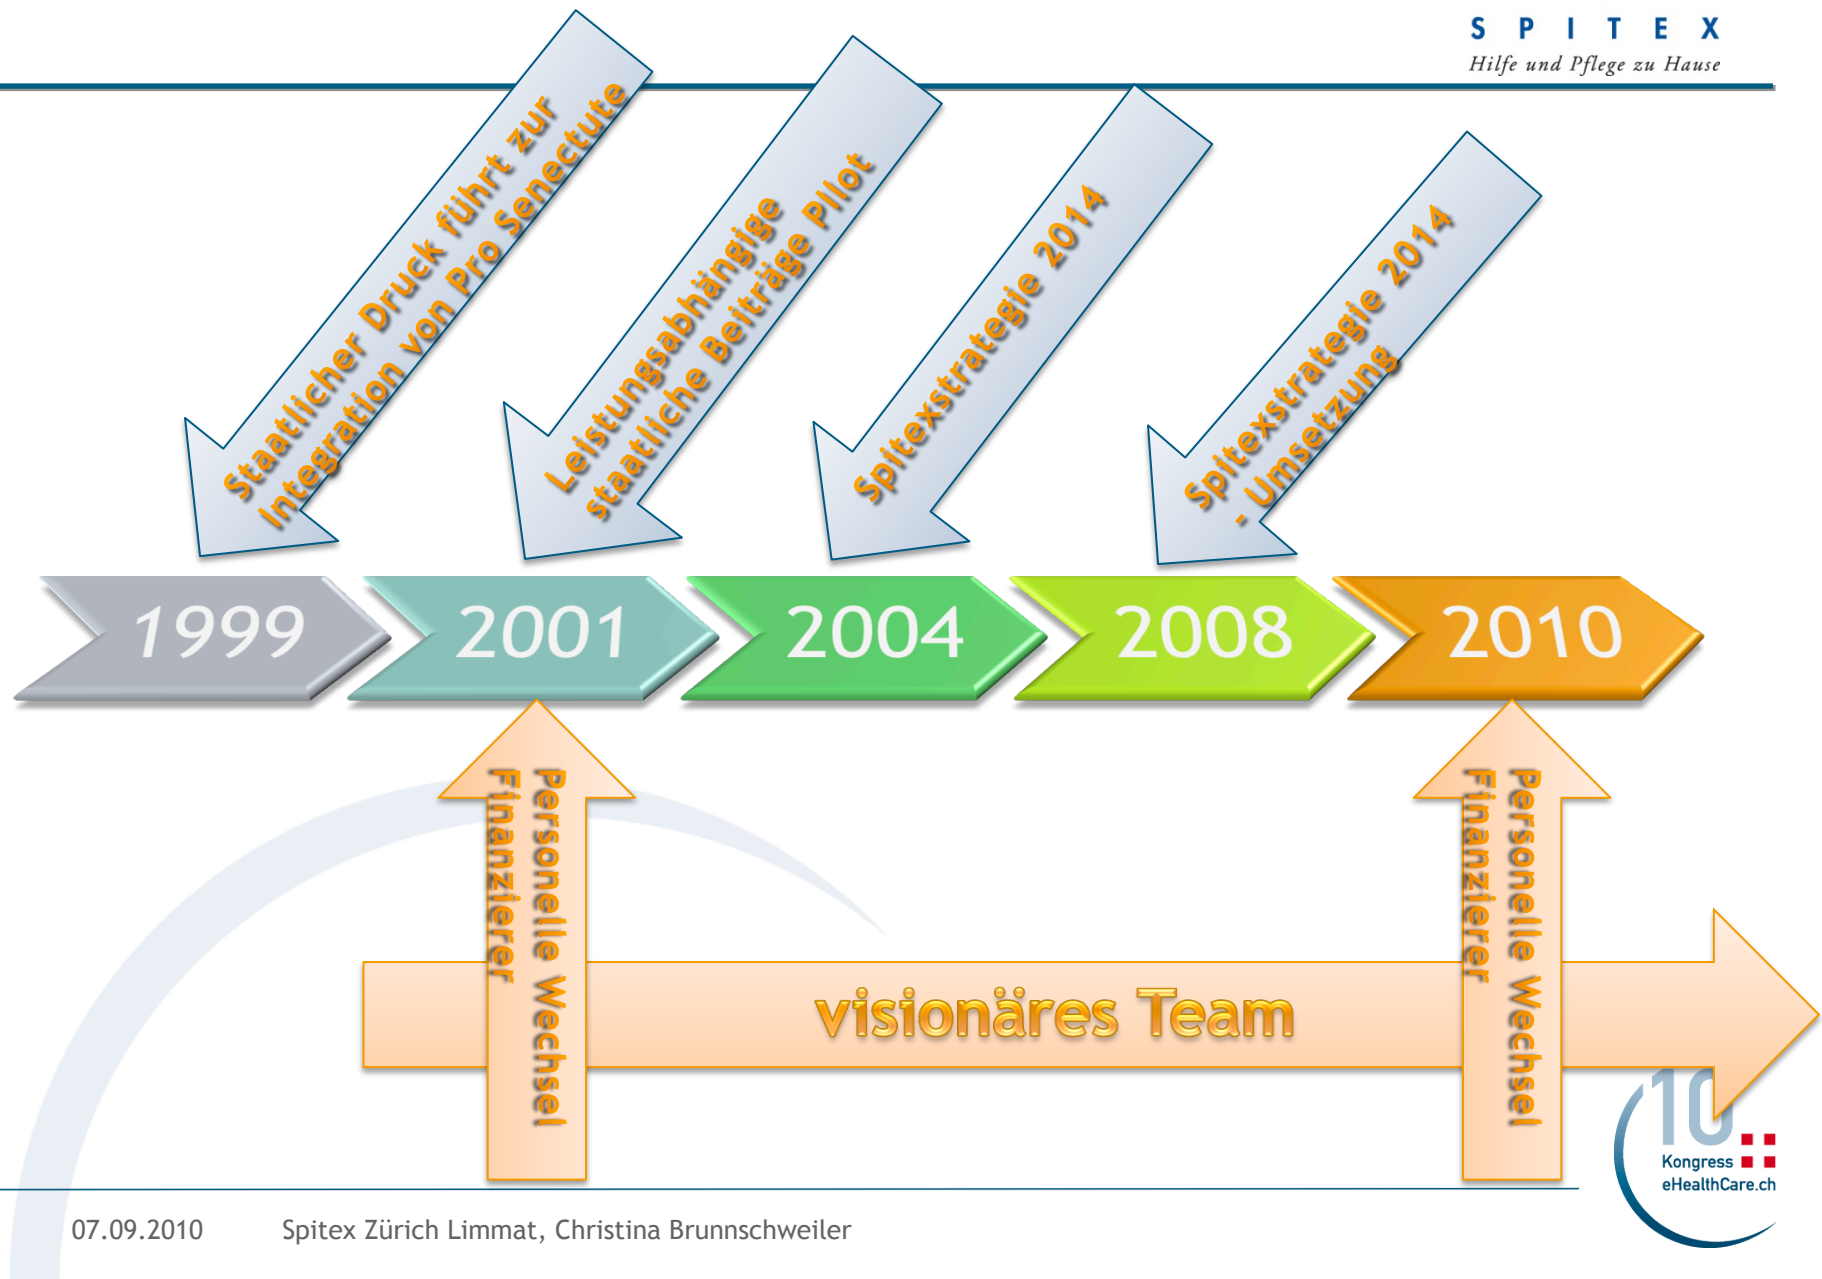 SPITEX
Hilfe und Pflege zu Hause
Staatlicher Druck führt zur
Integration von Pro Senectute
Leistungsabhängige
staatliche Beiträge Pilot
Spitexstrategie 2014
Spitexstrategie 2014
- Umsetzung
1999
2001
2004
2008
2010
Personelle Wechsel
Finanzierer
Personelle Wechsel
Finanzierer
visionäres Team
10
Kongress
eHealthCare.ch
07.09.2010
Spitex Zürich Limmat, Christina Brunnschweiler